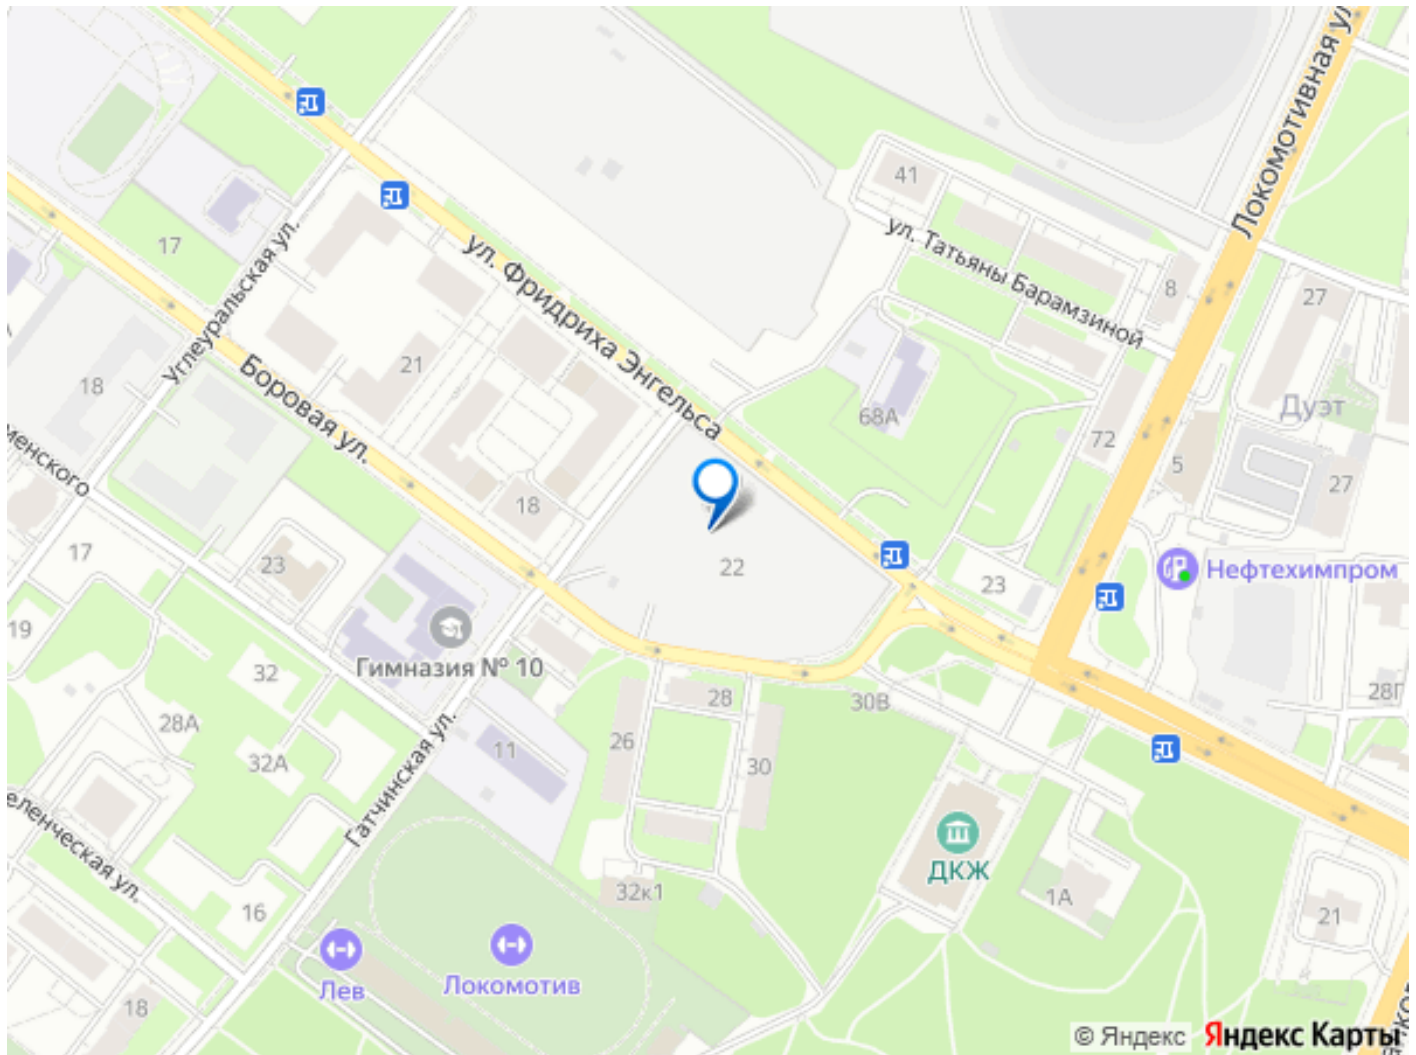 Локомотивная ул.
41
ул. Татьяны Барамзиной
8
27
17
Углеуральская ул.
ул. Фридриха Энгельса
21
18
Боровая ул.
68А
72
Дуэт
5
27
менского
18
17
23
22
23
Нефтехимпром
19
Гимназия № 10
32
28А
32А
28
30В
28Г
26
11
30
Гатчинская ул.
еленческая ул.
ДКЖ
32к1
1А
16
21
Лев
Локомотив
18
© Яндекс
Яндекс Карты